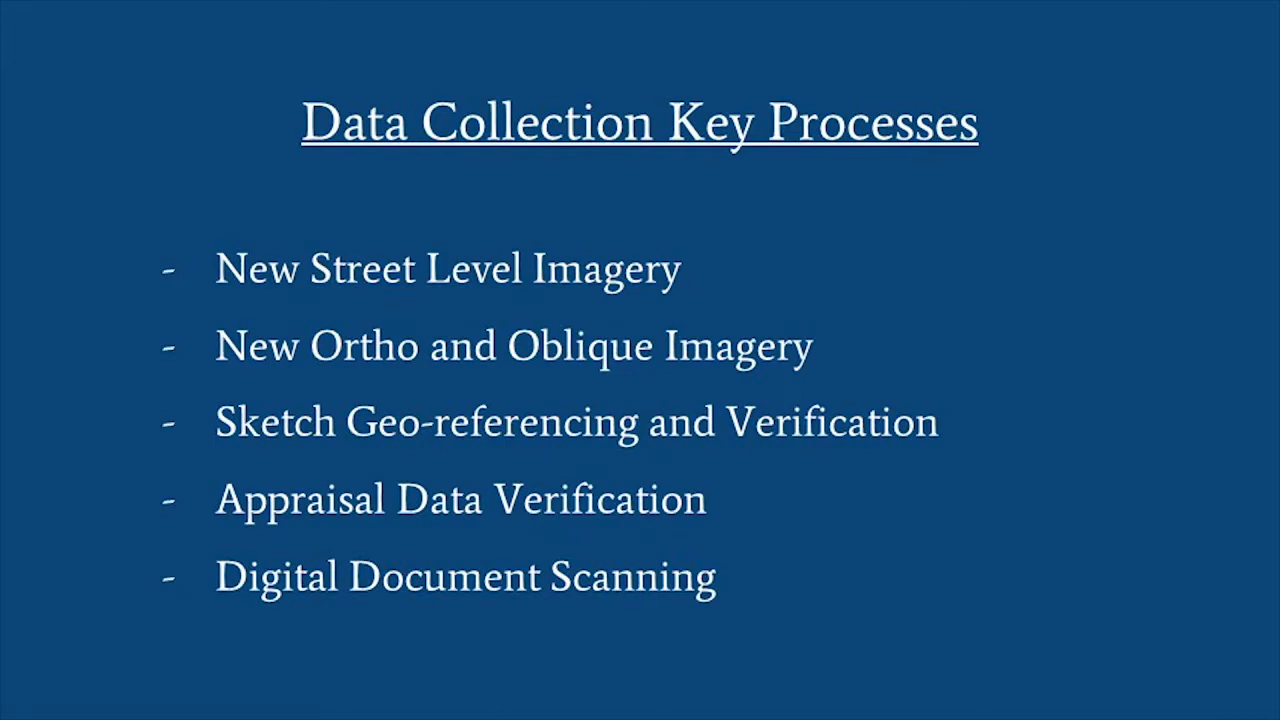 Data Collection Key Processes
- New Street Level Imagery
- New Ortho and Oblique Imagery
- Sketch Geo-referencing and Verification
- Appraisal Data Verification
- Digital Document Scanning